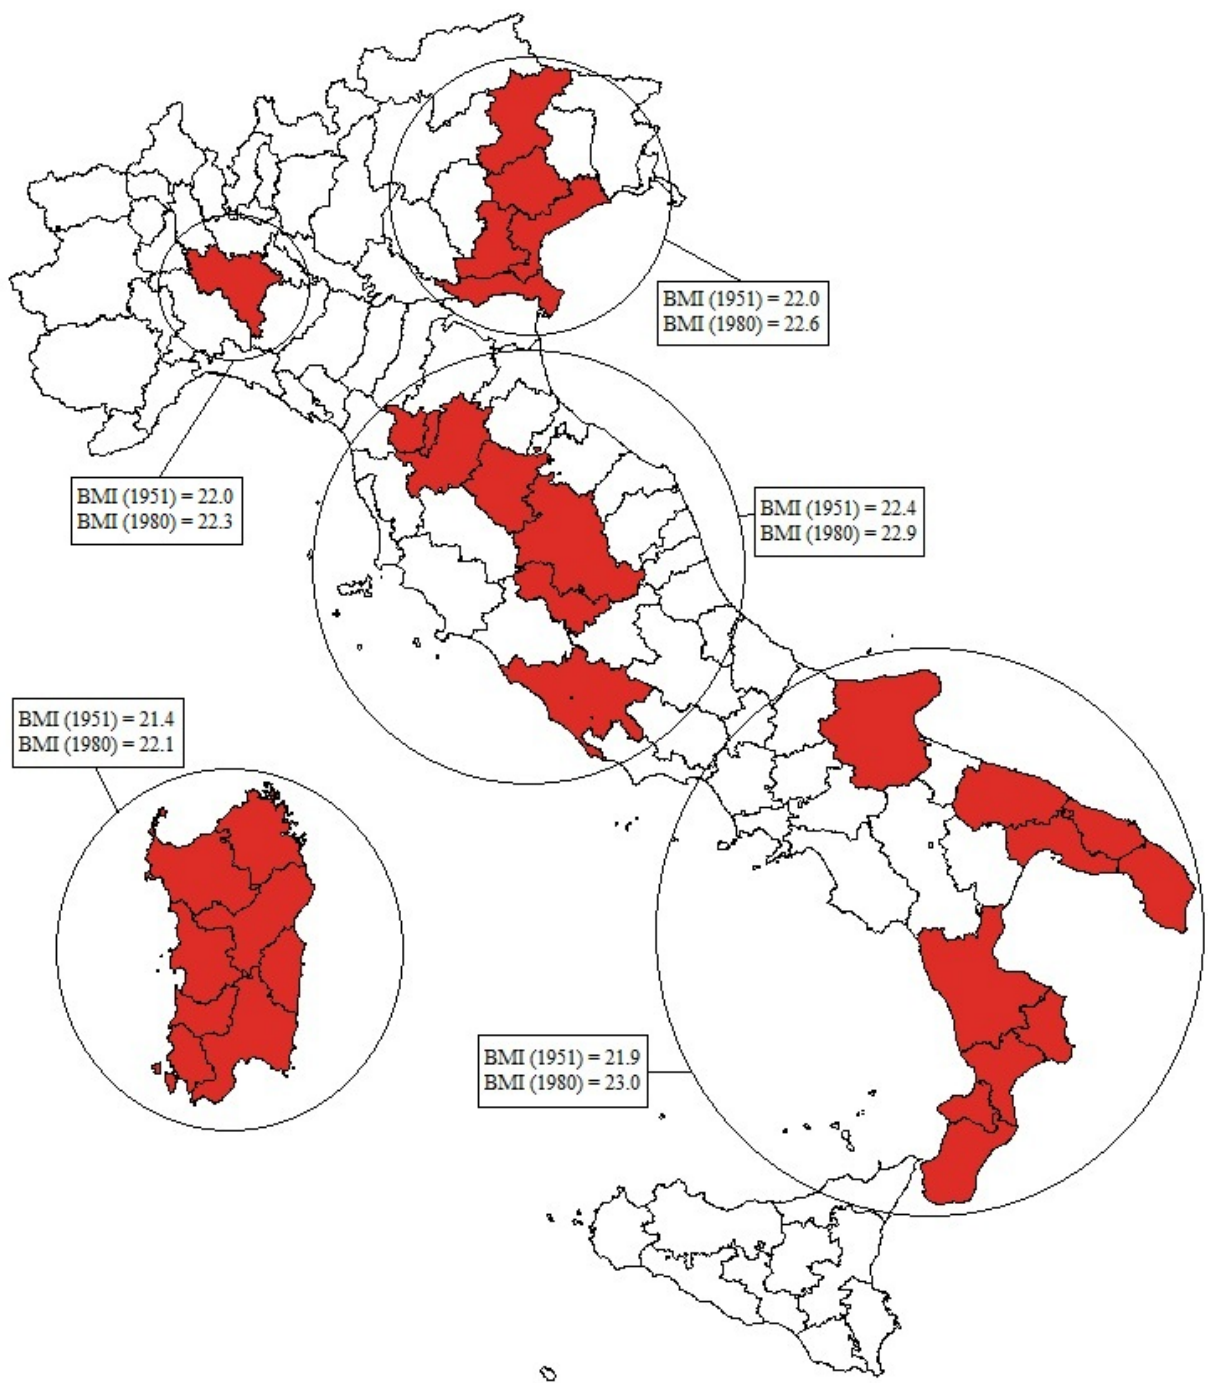 BMI (1951) = 22.0
BMI (1980) = 22.6
BMI (1951) = 22.0
BMI (1980) = 22.3
BMI (1951) = 22.4
BMI (1980) = 22.9
BMI (1951) = 21.4
BMI (1980) = 22.1
BMI (1951) = 21.9
BMI (1980) = 23.0